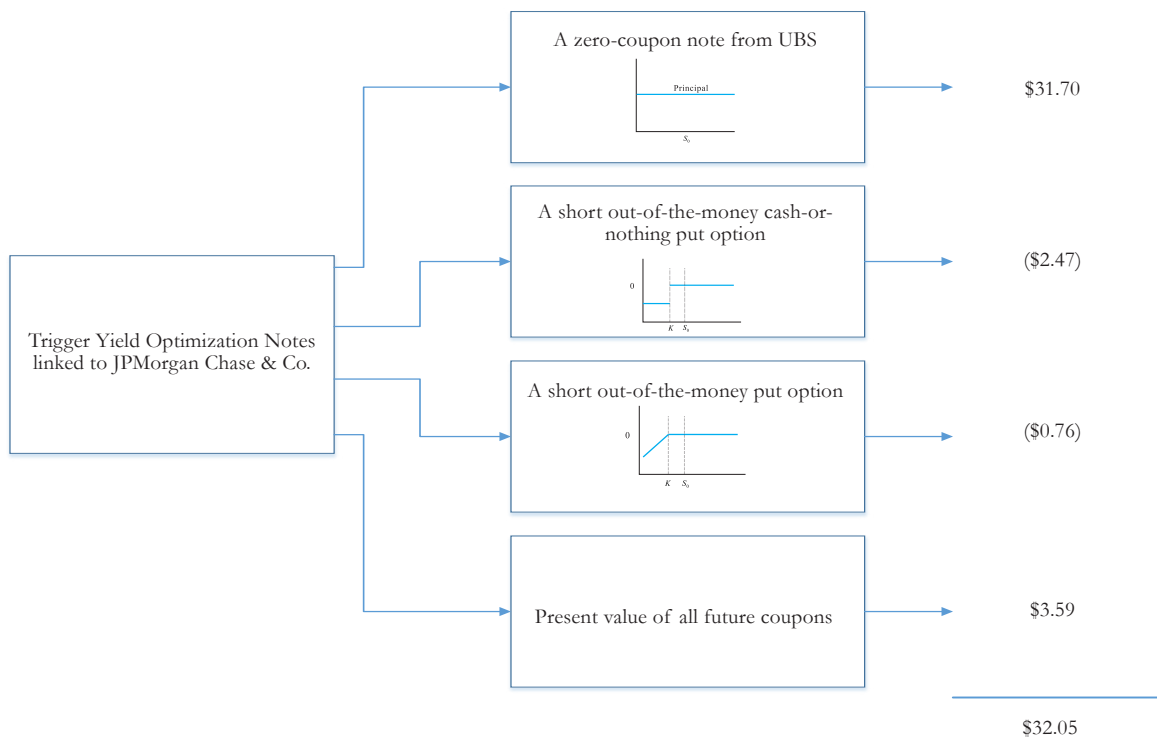 A zero-coupon note from UBS
Principal
S₀
$31.70
A short out-of-the-money cash-or-
nothing put option
0
K S₀
($2.47)
Trigger Yield Optimization Notes
linked to JPMorgan Chase & Co.
A short out-of-the-money put option
0
K S₀
($0.76)
Present value of all future coupons
$3.59
$32.05